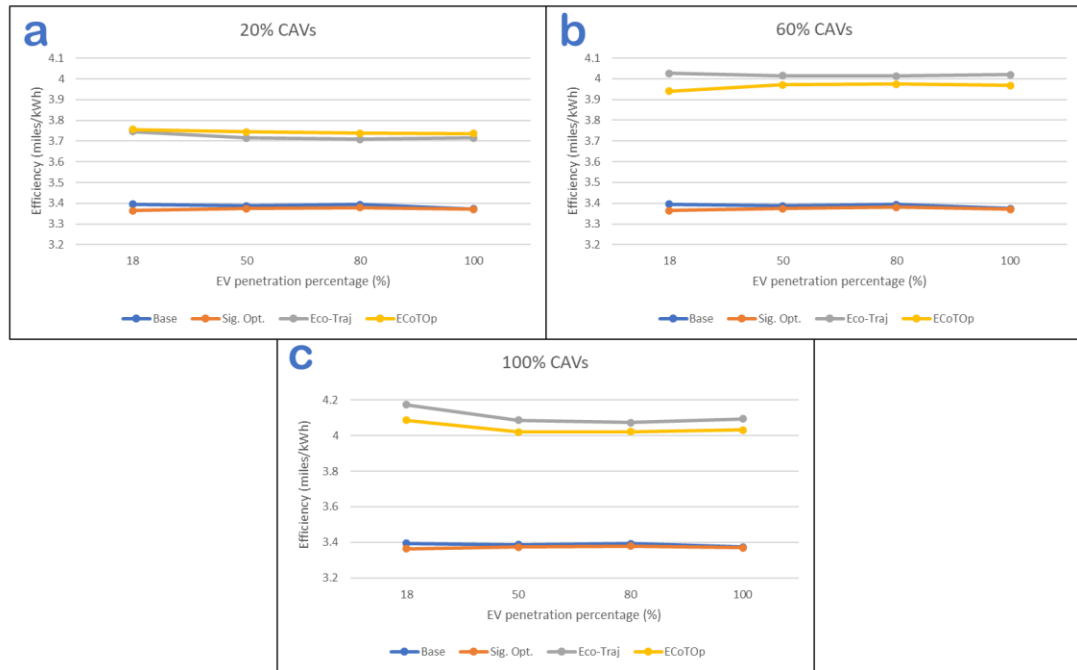 a
20% CAVs
Efficiency (miles/kWh)
4.1
4
3.9
3.8
3.7
3.6
3.5
3.4
3.3
3.2
18 50 80 100
EV penetration percentage (%)
Base Sig. Opt. Eco-Traj ECoTOp
b
60% CAVs
Efficiency (miles/kWh)
4.1
4
3.9
3.8
3.7
3.6
3.5
3.4
3.3
3.2
18 50 80 100
EV penetration percentage (%)
Base Sig. Opt. Eco-Traj ECoTOp
c
100% CAVs
Efficiency (miles/kWh)
4.2
4
3.8
3.6
3.4
3.2
18 50 80 100
EV penetration percentage (%)
Base Sig. Opt. Eco-Traj ECoTOp